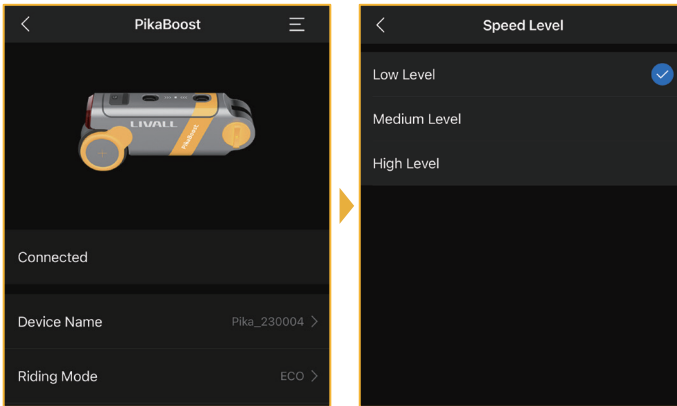 PikaBoost
LIVALL
PikaBoost
Connected
Device Name
Pika_230004
Riding Mode
ECO
Speed Level
Low Level
Medium Level
High Level